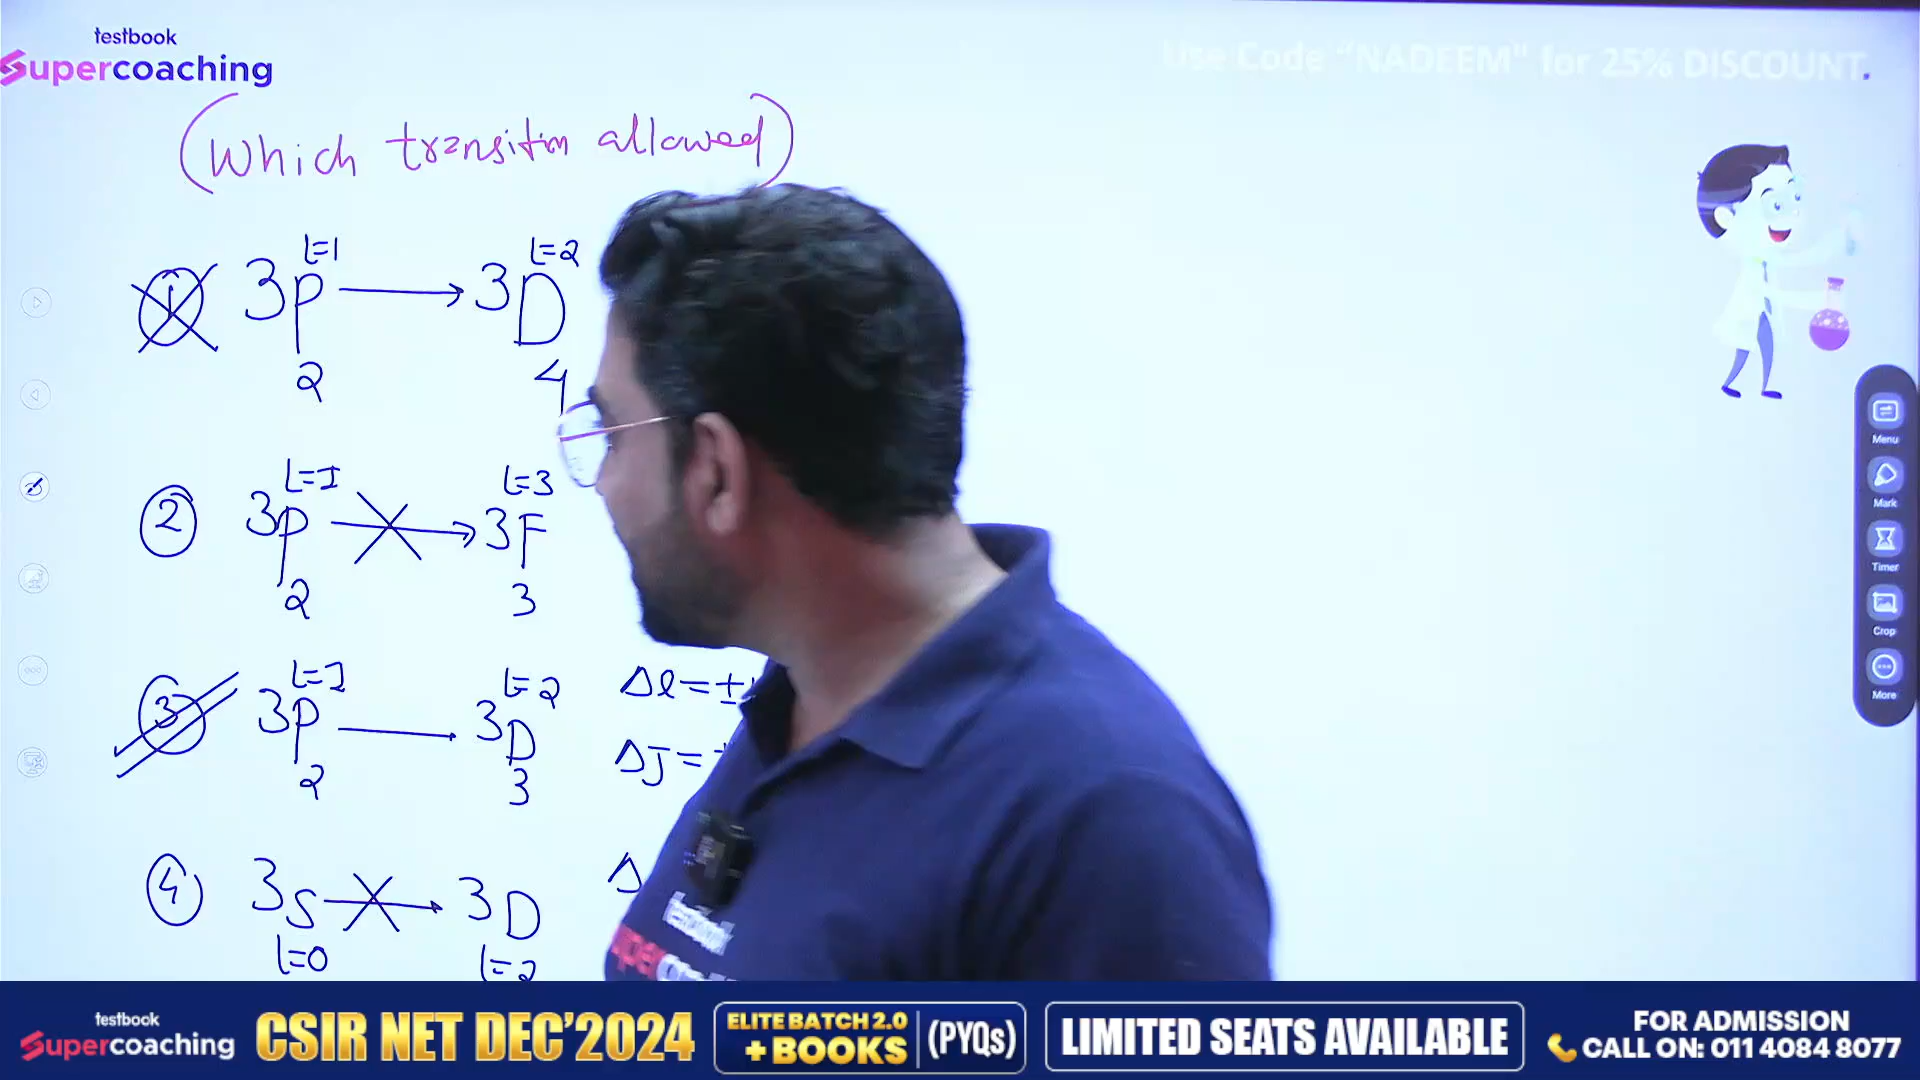 testbook
Supercoaching
Use Code "NADEEM" for 25% DISCOUNT.
(Which transition allowed)
① 3P l=1 → 3D l=2
2 4
② 3P l=1 → 3F l=3
2 3
③ 3P l=1 — 3D l=2 Δl=±
2 3 ΔJ=
④ 3S → 3D Δ
l=0 l=2
Menu
Mark
Timer
Crop
More
testbook
testbook
Supercoaching
CSIR NET DEC'2024
ELITE BATCH 2.0
+ BOOKS
(PYQs)
LIMITED SEATS AVAILABLE
FOR ADMISSION
CALL ON: 011 4084 8077